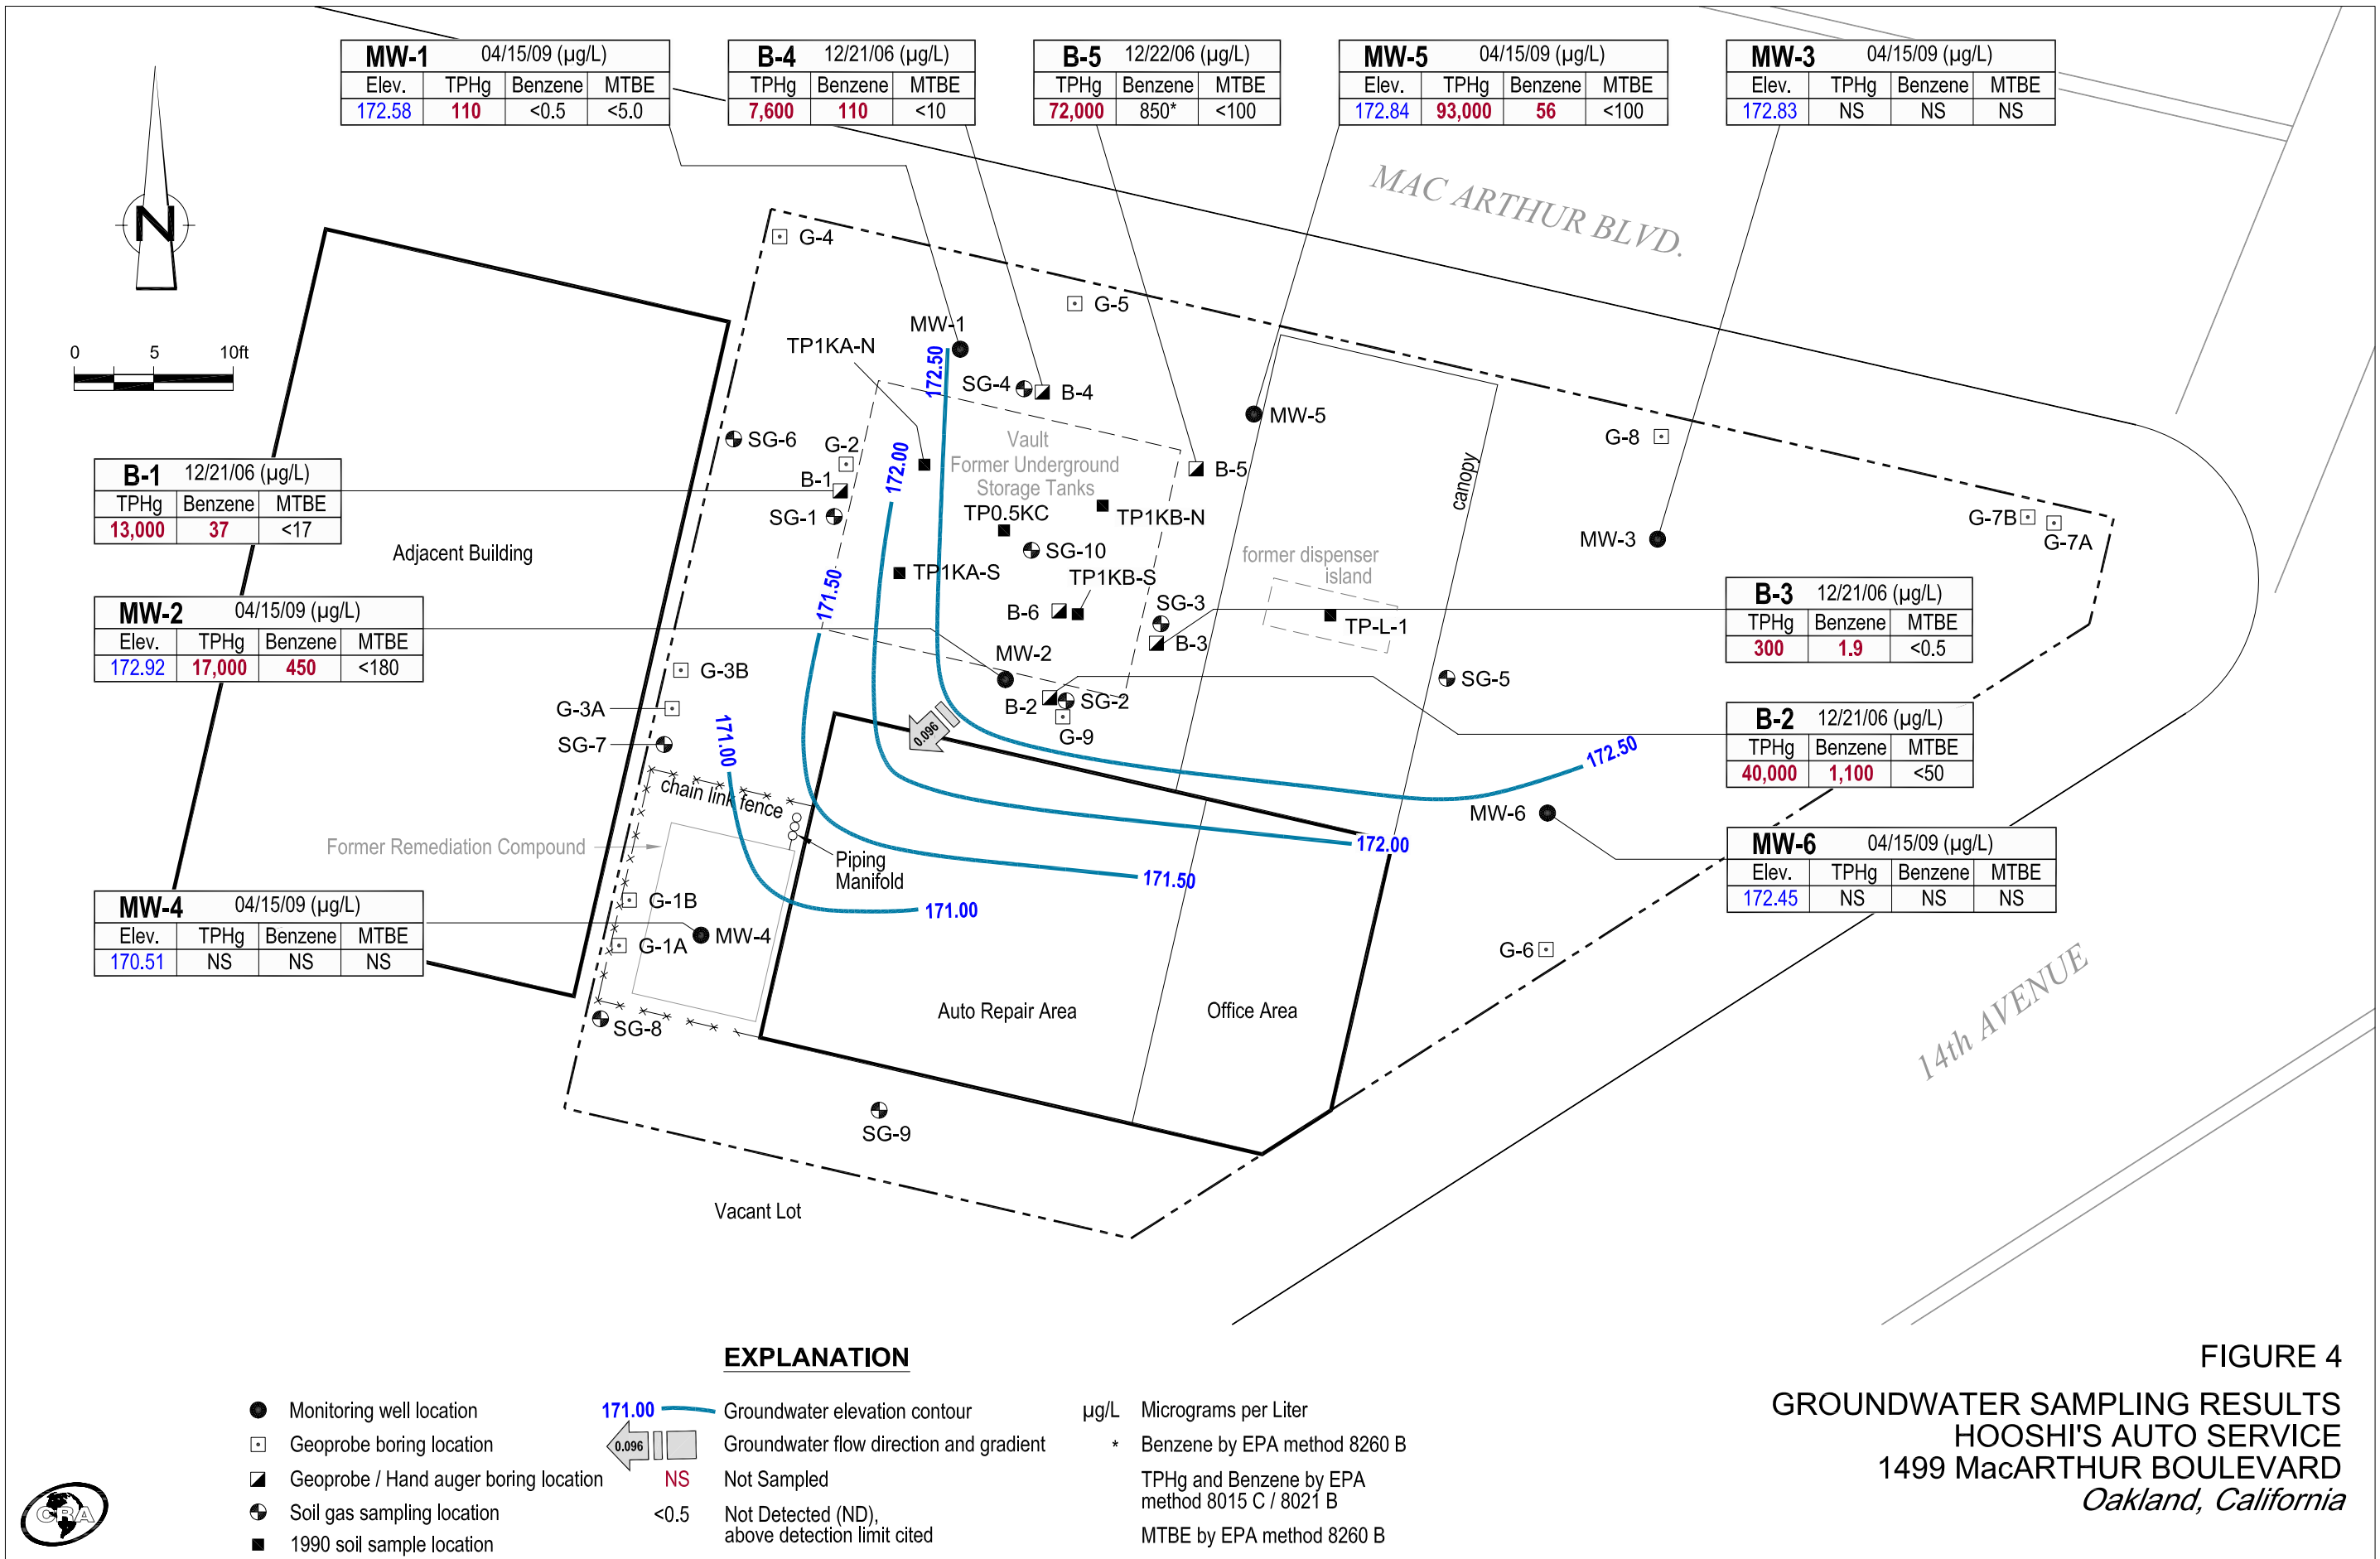 MW-1 04/15/09 (µg/L)
Elev. TPHg Benzene MTBE
172.58 110 <0.5 <5.0
B-4 12/21/06 (µg/L)
TPHg Benzene MTBE
7,600 110 <10
B-5 12/22/06 (µg/L)
TPHg Benzene MTBE
72,000 850* <100
MW-5 04/15/09 (µg/L)
Elev. TPHg Benzene MTBE
172.84 93,000 56 <100
MW-3 04/15/09 (µg/L)
Elev. TPHg Benzene MTBE
172.83 NS NS NS
MAC ARTHUR BLVD.
N
0 5 10ft
G-4
G-5
MW-1
TP1KA-N
172.50
SG-4
B-4
MW-5
SG-6
G-2
172.00
Vault
Former Underground
Storage Tanks
B-5
canopy
G-8
B-1
SG-1
TP0.5KC
TP1KB-N
SG-10
TP1KA-S
TP1KB-S
171.50
B-6
SG-3
B-3
MW-2
former dispenser
island
TP-L-1
MW-3
G-7B
G-7A
B-1 12/21/06 (µg/L)
TPHg Benzene MTBE
13,000 37 <17
Adjacent Building
MW-2 04/15/09 (µg/L)
Elev. TPHg Benzene MTBE
172.92 17,000 450 <180
B-3 12/21/06 (µg/L)
TPHg Benzene MTBE
300 1.9 <0.5
G-3B
G-3A
SG-7
171.00
B-2
SG-2
G-9
0.096
SG-5
172.50
B-2 12/21/06 (µg/L)
TPHg Benzene MTBE
40,000 1,100 <50
chain link fence
MW-6
Former Remediation Compound
Piping
Manifold
172.00
171.50
171.00
MW-6 04/15/09 (µg/L)
Elev. TPHg Benzene MTBE
172.45 NS NS NS
MW-4 04/15/09 (µg/L)
Elev. TPHg Benzene MTBE
170.51 NS NS NS
G-1B
G-1A
MW-4
G-6
SG-8
Auto Repair Area
Office Area
14th AVENUE
SG-9
Vacant Lot
EXPLANATION
Monitoring well location
Geoprobe boring location
Geoprobe / Hand auger boring location
Soil gas sampling location
1990 soil sample location
171.00 Groundwater elevation contour
0.096 Groundwater flow direction and gradient
NS Not Sampled
<0.5 Not Detected (ND),
above detection limit cited
µg/L Micrograms per Liter
* Benzene by EPA method 8260 B
TPHg and Benzene by EPA
method 8015 C / 8021 B
MTBE by EPA method 8260 B
FIGURE 4
GROUNDWATER SAMPLING RESULTS
HOOSHI'S AUTO SERVICE
1499 MacARTHUR BOULEVARD
Oakland, California
CRA